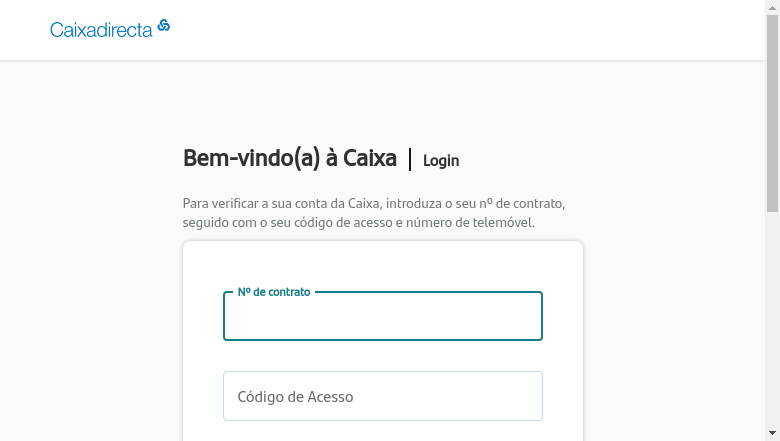 Caixadirecta
Bem-vindo(a) à Caixa | Login
Para verificar a sua conta da Caixa, introduza o seu nº de contrato,
seguido com o seu código de acesso e número de telemóvel.
Nº de contrato
Código de Acesso